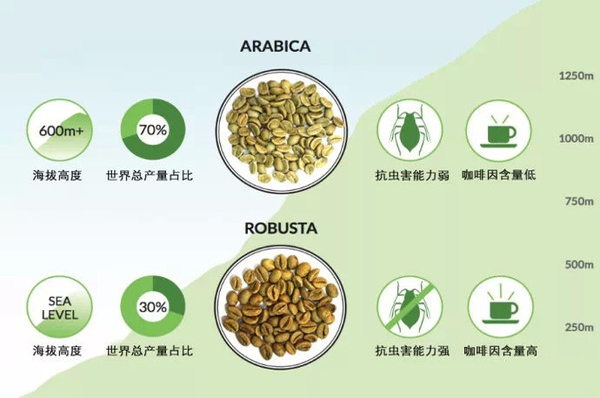 ARABICA
1250m
600m+
70%
1000m
海拔高度
世界总产量占比
抗虫害能力弱
咖啡因含量低
750m
ROBUSTA
500m
SEA
LEVEL
30%
250m
海拔高度
世界总产量占比
抗虫害能力强
咖啡因含量高